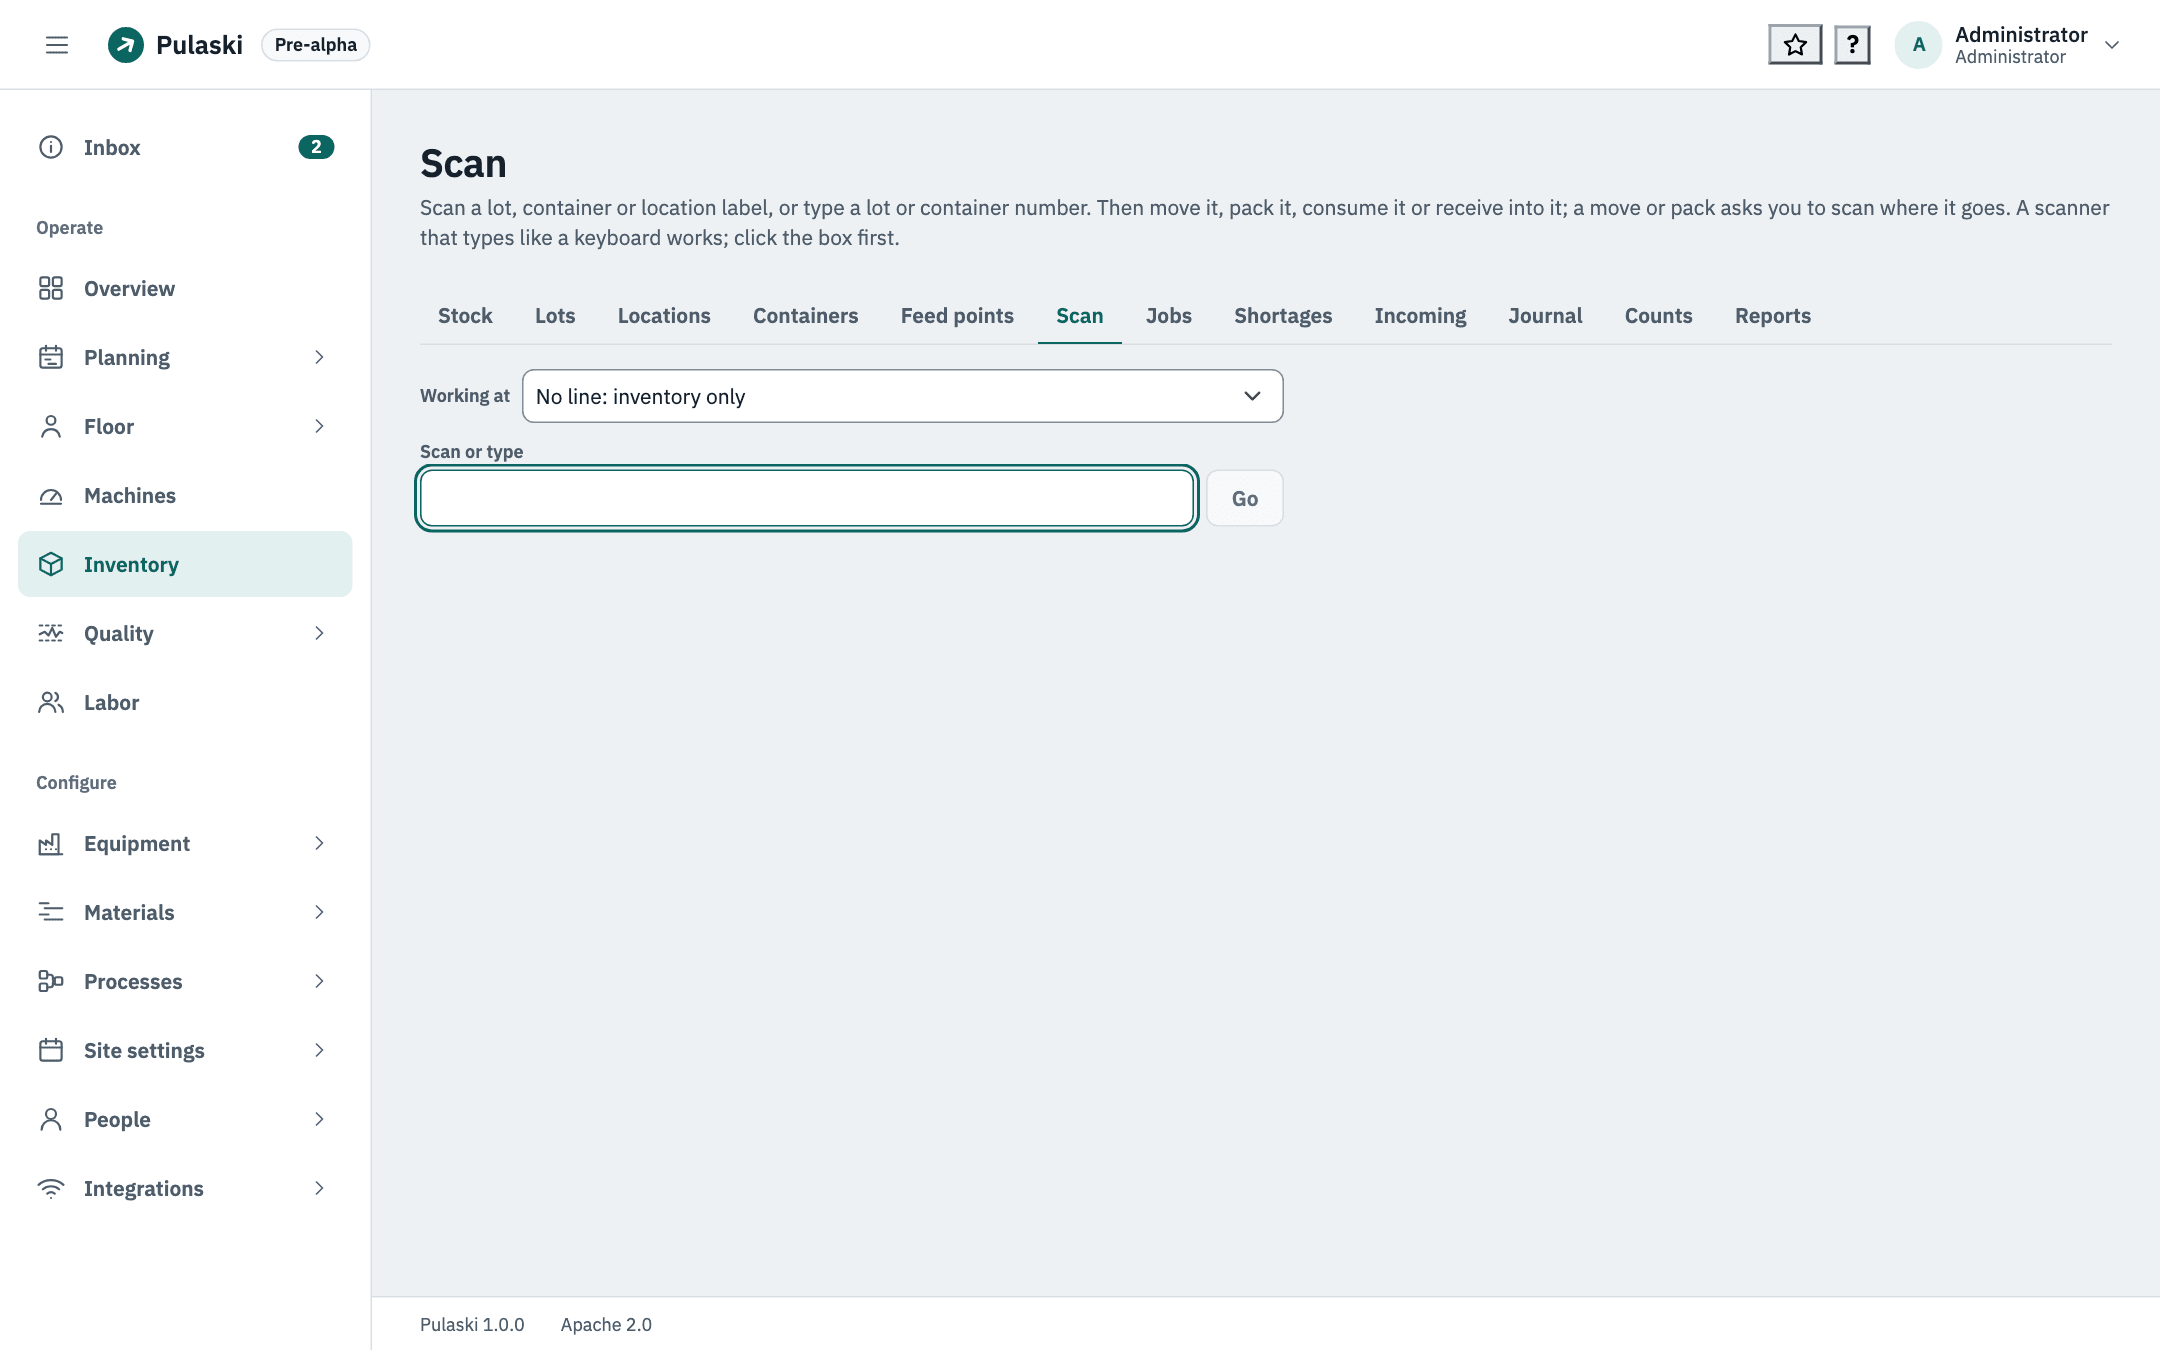 Pulaski
Pre-alpha
?
A
Administrator
Administrator
Inbox
2
Operate
Overview
Planning
Floor
Machines
Inventory
Quality
Labor
Configure
Equipment
Materials
Processes
Site settings
People
Integrations
Scan
Scan a lot, container or location label, or type a lot or container number. Then move it, pack it, consume it or receive into it; a move or pack asks you to scan where it goes. A scanner
that types like a keyboard works; click the box first.
Stock Lots Locations Containers Feed points Scan Jobs Shortages Incoming Journal Counts Reports
Working at No line: inventory only
Scan or type
Go
Pulaski 1.0.0 Apache 2.0